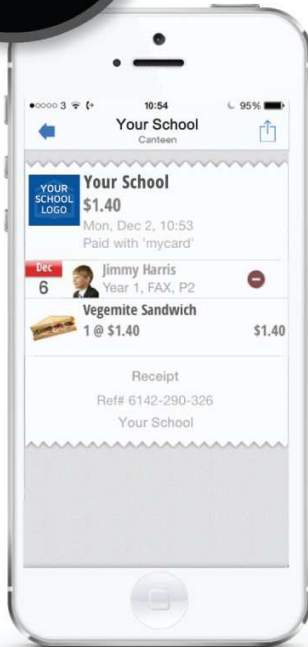 3 10:54 95%
Your School
Canteen
YOUR
SCHOOL
LOGO
Your School
$1.40
Mon, Dec 2, 10:53
Paid with 'mycard'
Dec
6
Jimmy Harris
Year 1, FAX, P2
Vegemite Sandwich
1 @ $1.40 $1.40
Receipt
Ref# 6142-290-326
Your School